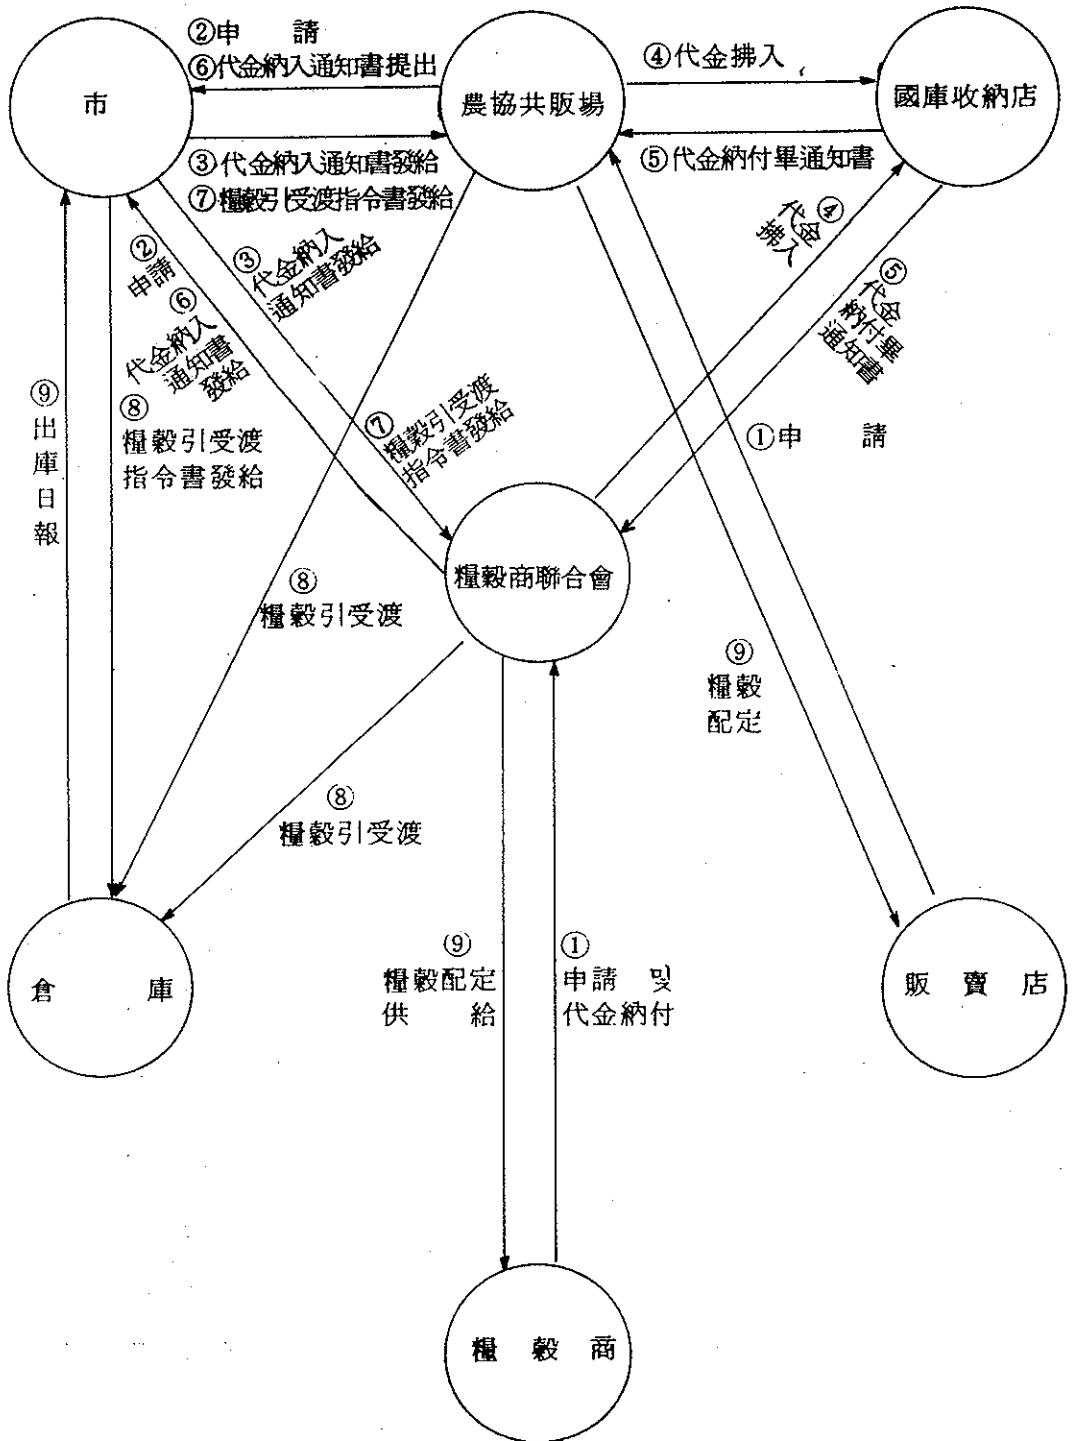 ②申 請
⑥代金納入通知書提出
市
農協共販場
④代金拂入
國庫收納店
③代金納入通知書發給
⑦糧穀引受渡指令書發給
⑤代金納付畢通知書
②
申請
⑥
代金納入
通知書
發給
③
代金納入
通知書發給
④
代金
拂入
⑤
代金
納付畢
通知書
⑨出庫日報
⑧
糧穀引受渡
指令書發給
⑦
糧穀引受渡
指令書發給
①申 請
糧穀商聯合會
⑧
糧穀引受渡
⑨
糧穀
配定
⑧
糧穀引受渡
倉 庫
⑨
糧穀配定
供 給
①
申請 및
代金納付
販 賣 店
糧 穀 商